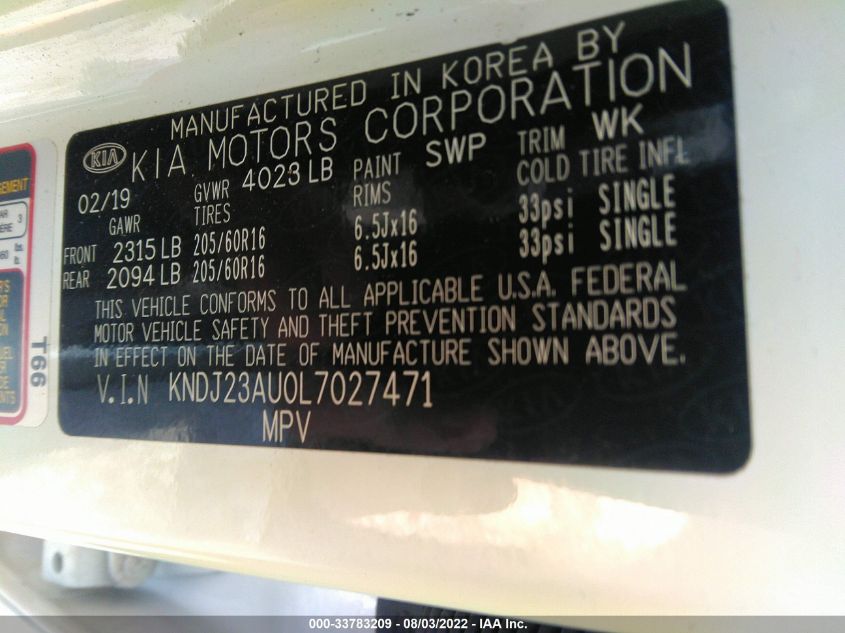 MANUFACTURED IN KOREA BY
KIA KIA MOTORS CORPORATION
02/19 GVWR 4023 LB PAINT SWP TRIM WK
GAWR TIRES RIMS COLD TIRE INFL
FRONT 2315 LB 205/60R16 6.5Jx16 33psi SINGLE
REAR 2094 LB 205/60R16 6.5Jx16 33psi SINGLE
THIS VEHICLE CONFORMS TO ALL APPLICABLE U.S.A. FEDERAL
MOTOR VEHICLE SAFETY AND THEFT PREVENTION STANDARDS
IN EFFECT ON THE DATE OF MANUFACTURE SHOWN ABOVE.
V.I.N KNDJ23AU0L7027471
MPV
T66
000-33783209 - 08/03/2022 - IAA Inc.